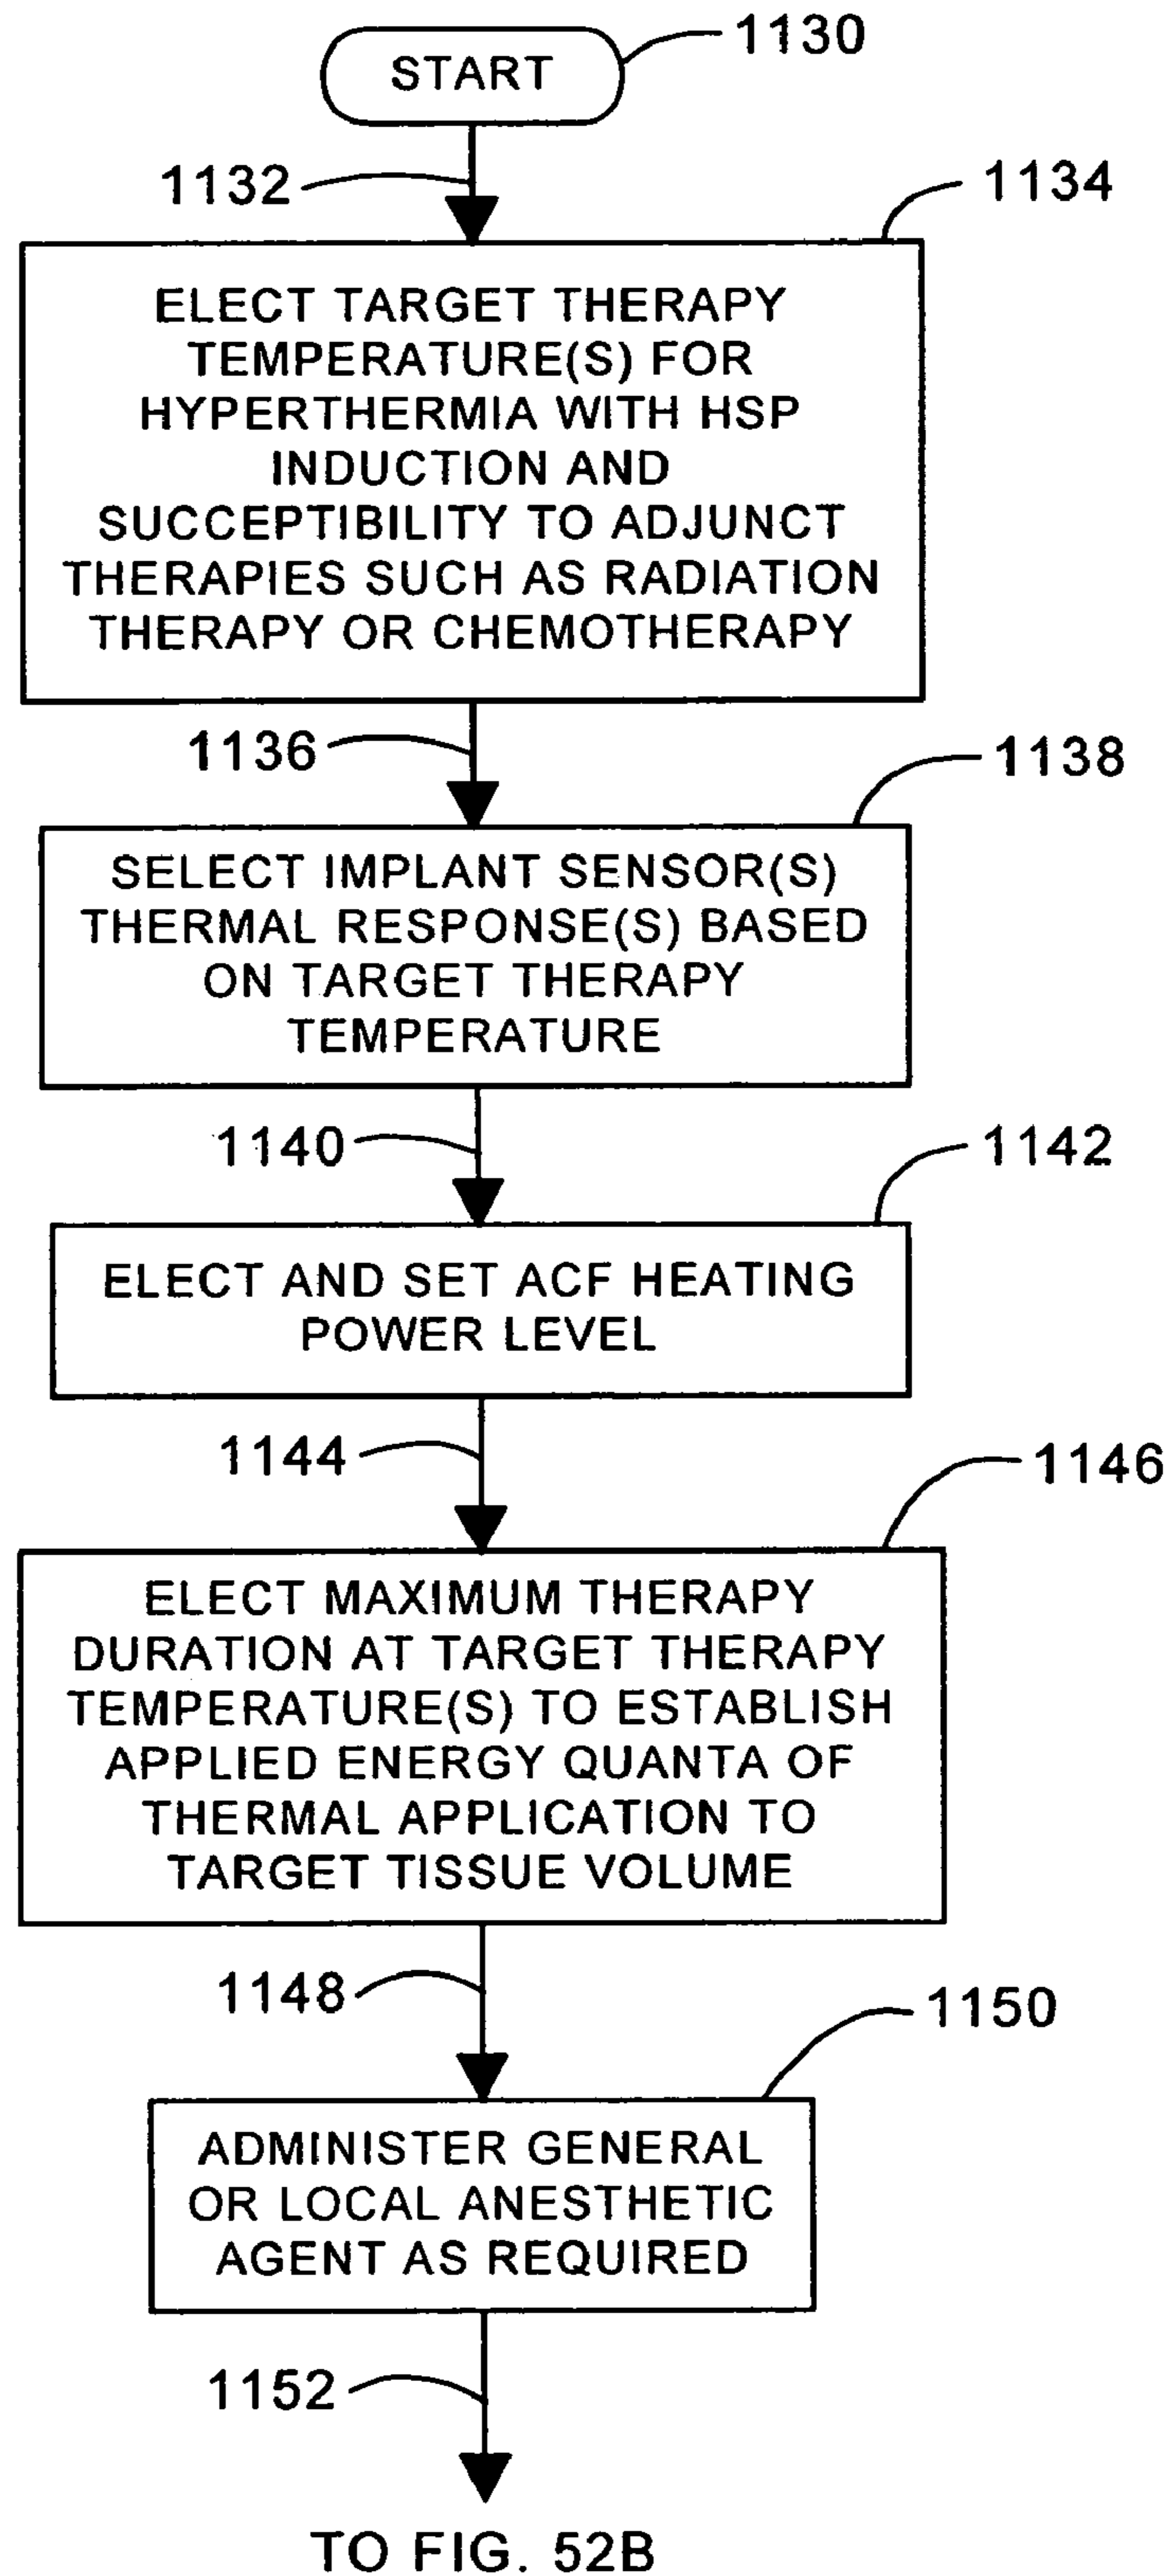 1130
START
1132
1134
ELECT TARGET THERAPY
TEMPERATURE(S) FOR
HYPERTHERMIA WITH HSP
INDUCTION AND
SUCCEPTIBILITY TO ADJUNCT
THERAPIES SUCH AS RADIATION
THERAPY OR CHEMOTHERAPY
1136
1138
SELECT IMPLANT SENSOR(S)
THERMAL RESPONSE(S) BASED
ON TARGET THERAPY
TEMPERATURE
1140
1142
ELECT AND SET ACF HEATING
POWER LEVEL
1144
1146
ELECT MAXIMUM THERAPY
DURATION AT TARGET THERAPY
TEMPERATURE(S) TO ESTABLISH
APPLIED ENERGY QUANTA OF
THERMAL APPLICATION TO
TARGET TISSUE VOLUME
1148
1150
ADMINISTER GENERAL
OR LOCAL ANESTHETIC
AGENT AS REQUIRED
1152
TO FIG. 52B